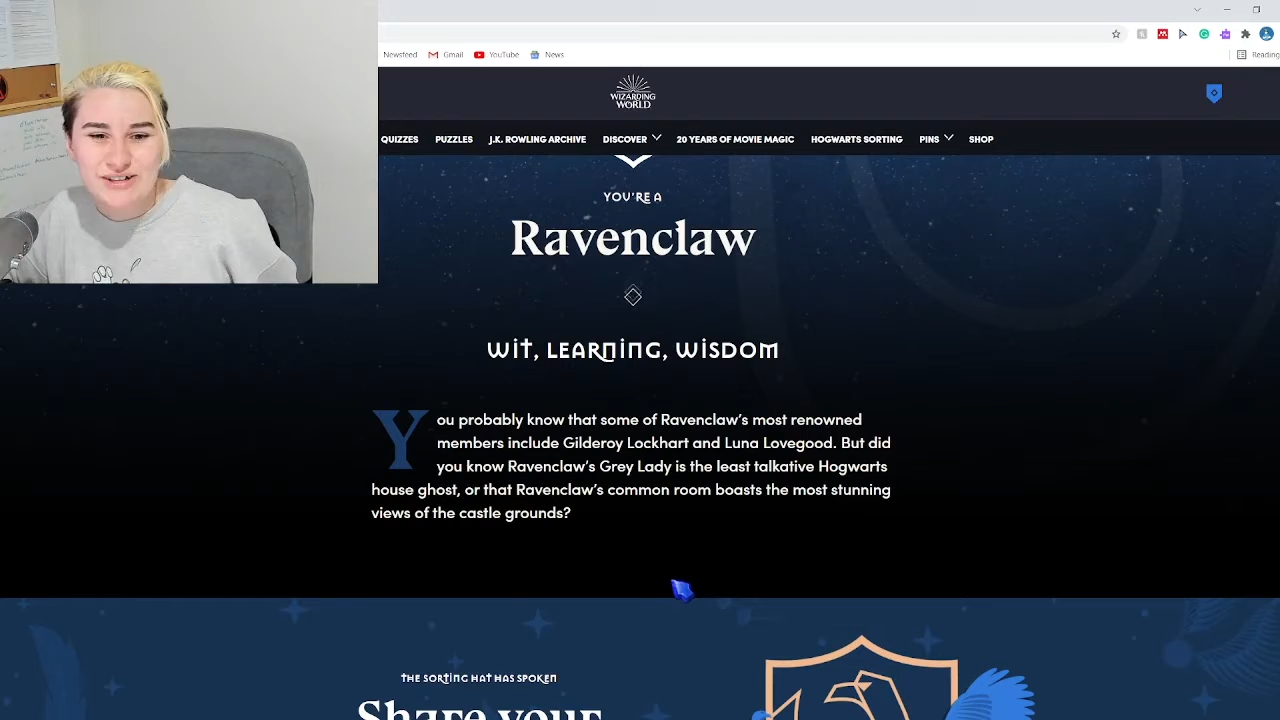 Newsfeed Gmail YouTube News Reading
WIZARDING
WORLD
QUIZZES PUZZLES J.K. ROWLING ARCHIVE DISCOVER 20 YEARS OF MOVIE MAGIC HOGWARTS SORTING PINS SHOP
YOU'RE A
Ravenclaw
WIT, LEARNING, WISDOM
You probably know that some of Ravenclaw's most renowned
members include Gilderoy Lockhart and Luna Lovegood. But did
you know Ravenclaw's Grey Lady is the least talkative Hogwarts
house ghost, or that Ravenclaw's common room boasts the most stunning
views of the castle grounds?
THE SORTING HAT HAS SPOKEN
Share your